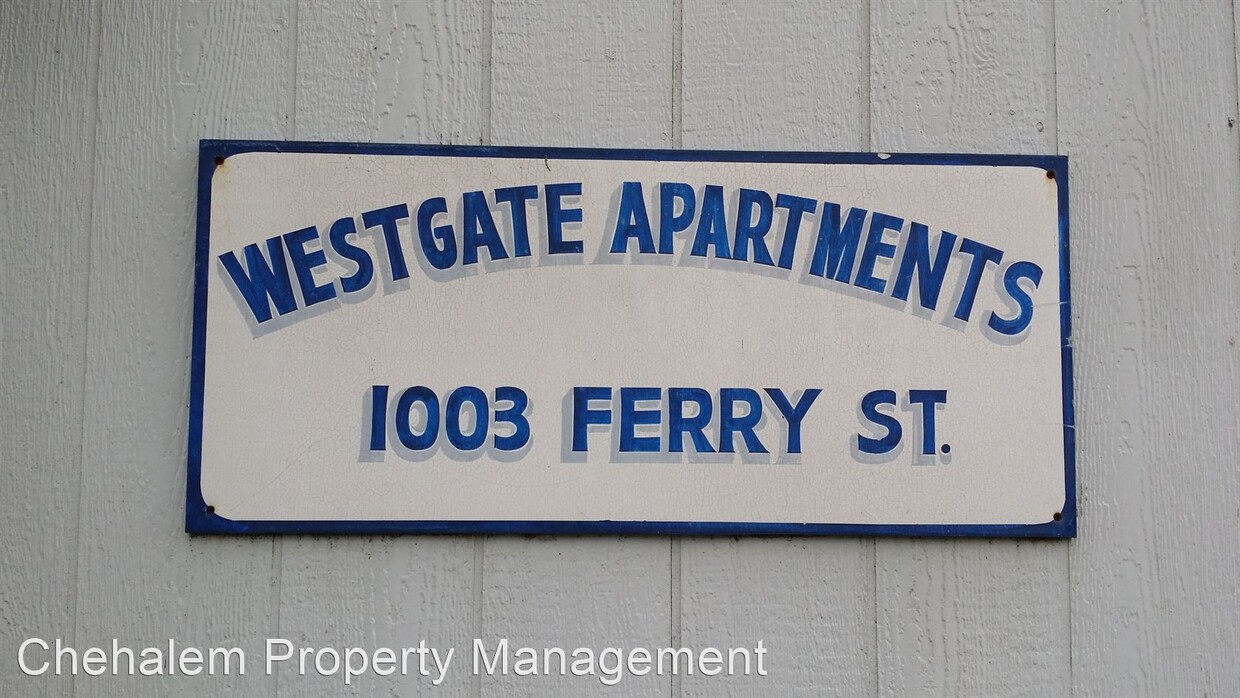 WESTGATE APARTMENTS
1003 FERRY ST.
Chehalem Property Management